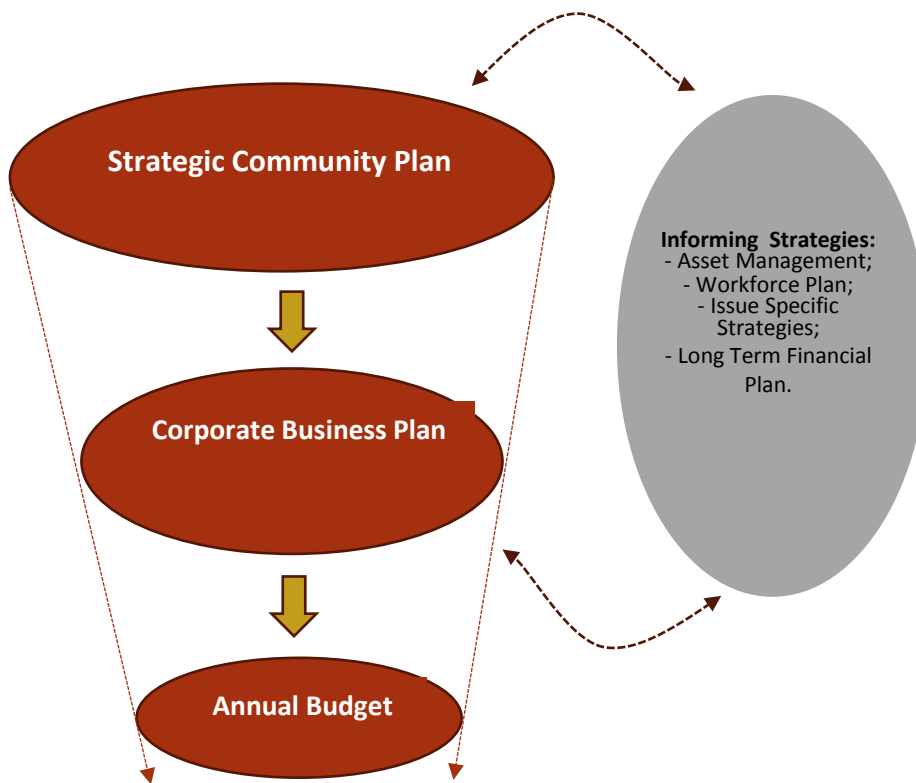 Strategic Community Plan
Informing Strategies:
- Asset Management;
- Workforce Plan;
- Issue Specific
Strategies;
- Long Term Financial
Plan.
Corporate Business Plan
Annual Budget